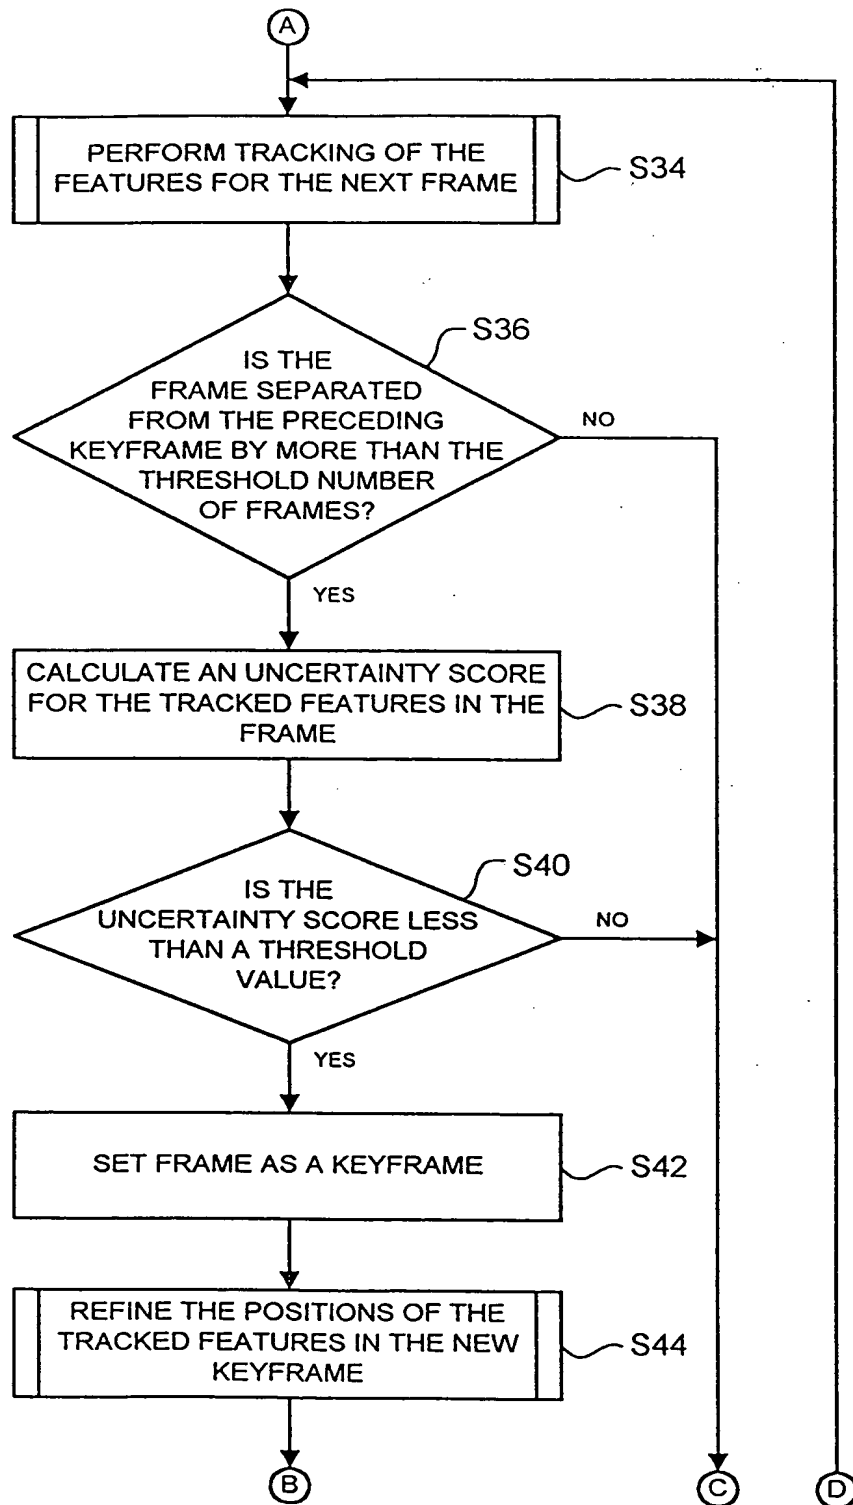 A
PERFORM TRACKING OF THE
FEATURES FOR THE NEXT FRAME
S34
S36
IS THE
FRAME SEPARATED
FROM THE PRECEDING
KEYFRAME BY MORE THAN THE
THRESHOLD NUMBER
OF FRAMES?
NO
YES
CALCULATE AN UNCERTAINTY SCORE
FOR THE TRACKED FEATURES IN THE
FRAME
S38
S40
IS THE
UNCERTAINTY SCORE LESS
THAN A THRESHOLD
VALUE?
NO
YES
SET FRAME AS A KEYFRAME
S42
REFINE THE POSITIONS OF THE
TRACKED FEATURES IN THE NEW
KEYFRAME
S44
B
C
D